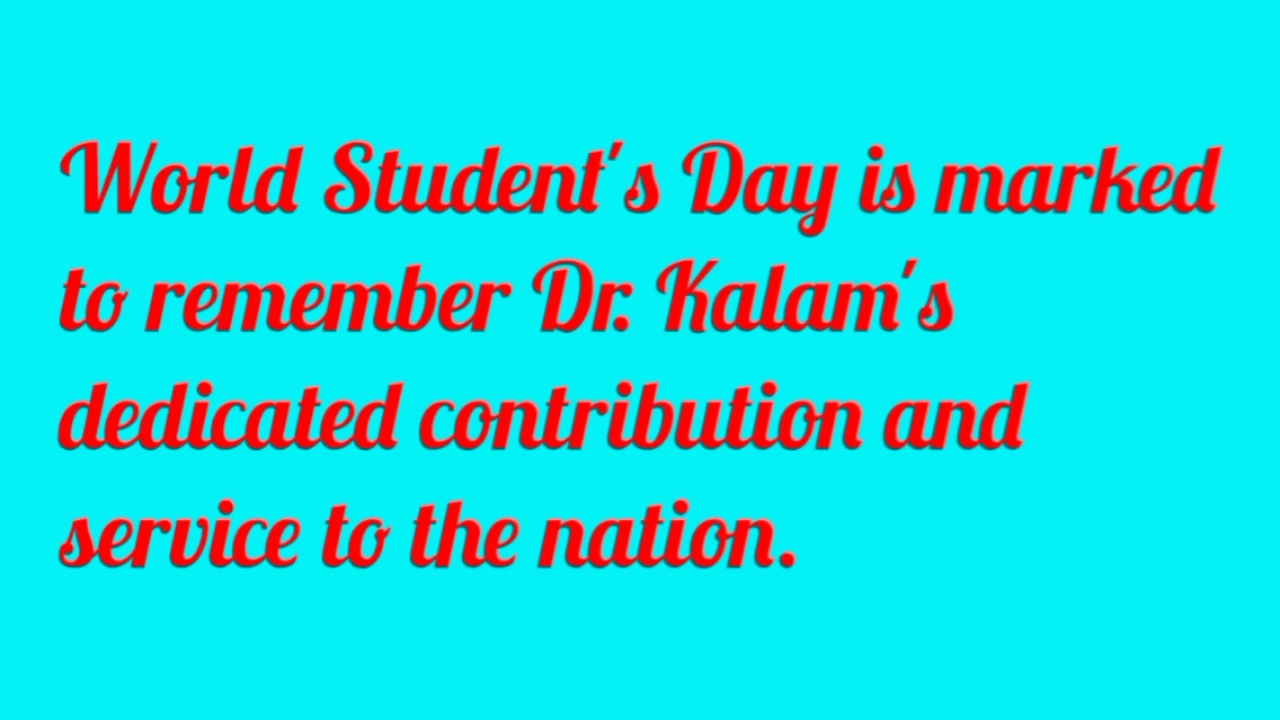 World Student's Day is marked
to remember Dr. Kalam's
dedicated contribution and
service to the nation.